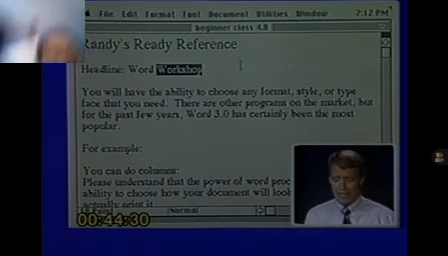 File Edit Format Font Document Utilities Window 2:12 PM
beginner class 4.0
Randy's Ready Reference
Headline: Word Workshop
You will have the ability to choose any format, style, or type
face that you need. There are other programs on the market, but
for the past few years, Word 3.0 has certainly been the most
popular.
For example:
You can do columns:
Please understand that the power of word proc
ability to choose how your document will look
actually print it
Normal
00:44:30